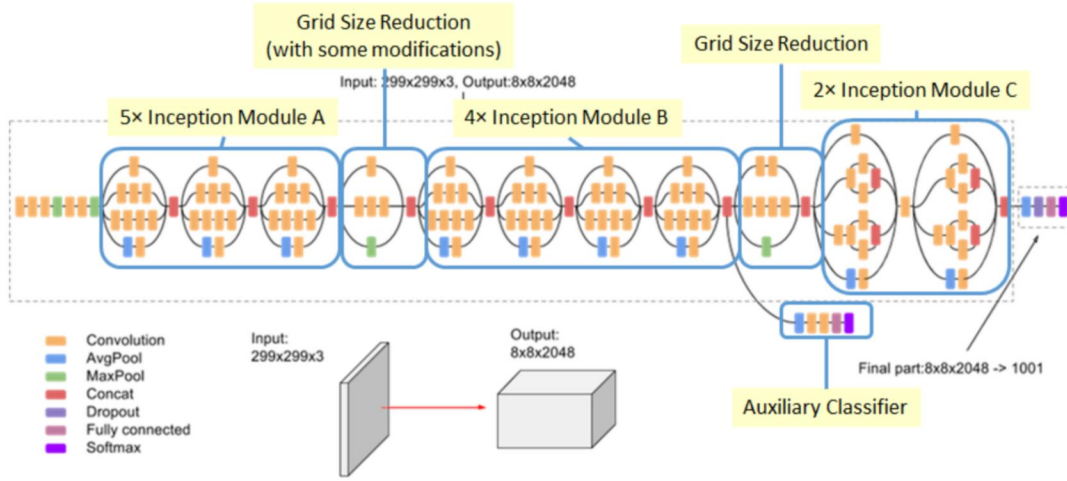 Grid Size Reduction
(with some modifications)
Grid Size Reduction
Input: 299x299x3, Output:8x8x2048
5× Inception Module A
4× Inception Module B
2× Inception Module C
Convolution
AvgPool
MaxPool
Concat
Dropout
Fully connected
Softmax
Input:
299x299x3
Output:
8x8x2048
Final part:8x8x2048 -> 1001
Auxiliary Classifier